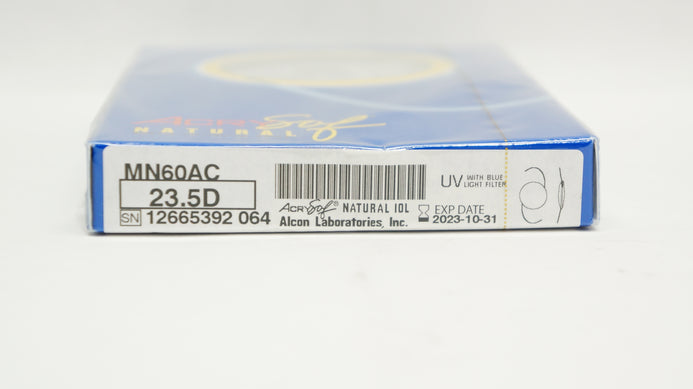 ACRYSof
NATURAL
MN60AC
23.5D
SN 12665392 064
ACRYSof® NATURAL IOL
Alcon Laboratories, Inc.
UV WITH BLUE
LIGHT FILTER
EXP DATE
2023-10-31